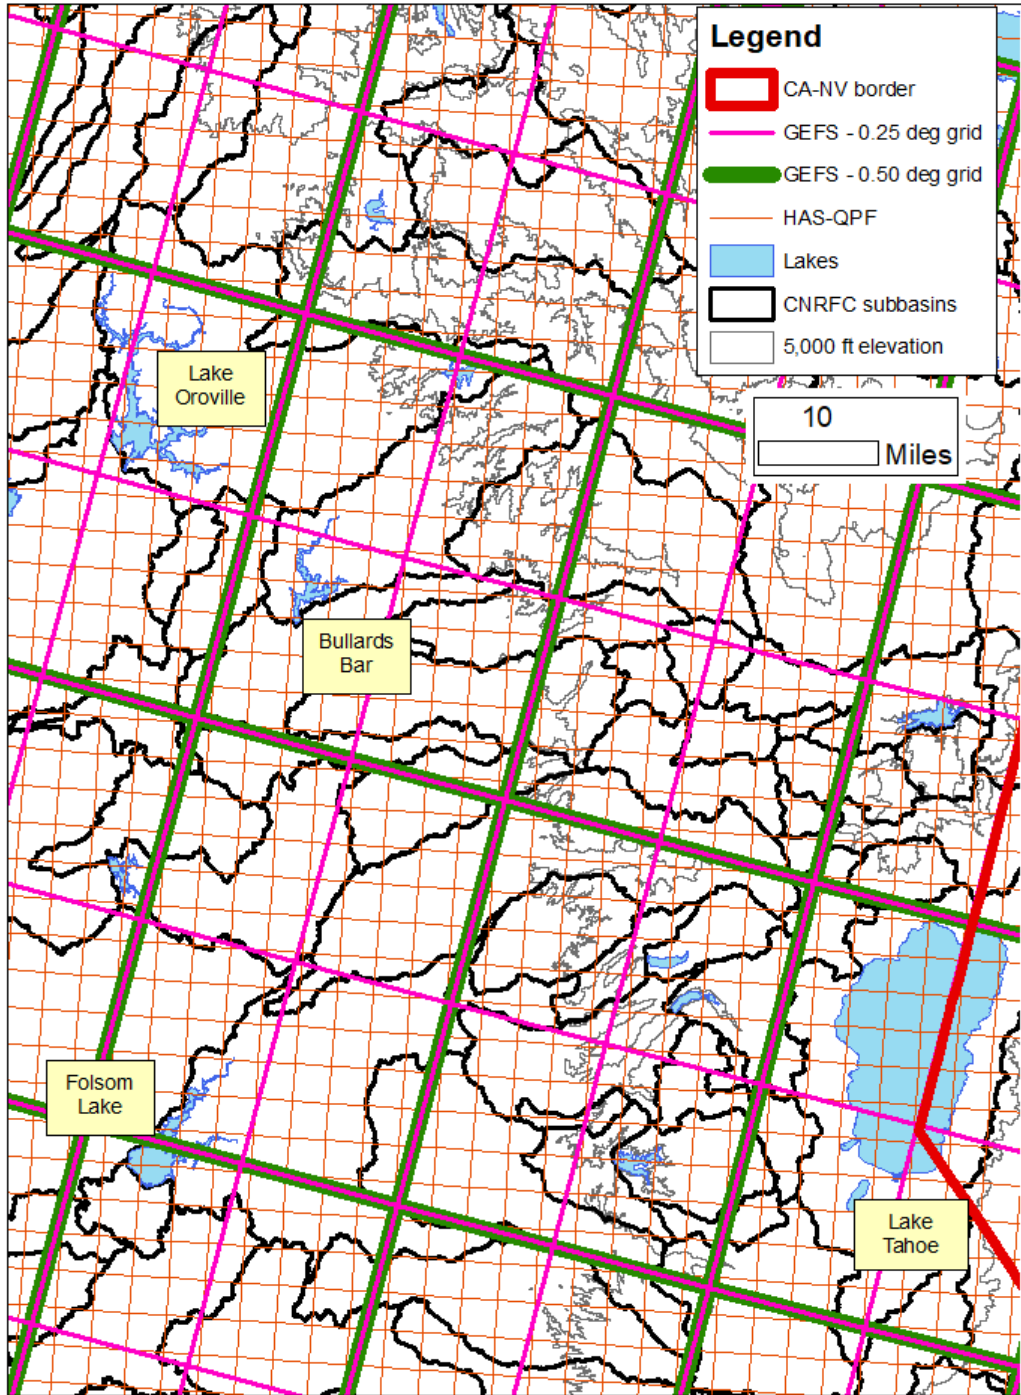 Legend
CA-NV border
GEFS - 0.25 deg grid
GEFS - 0.50 deg grid
HAS-QPF
Lakes
CNRFC subbasins
5,000 ft elevation
10
Miles
Lake
Oroville
Bullards
Bar
Folsom
Lake
Lake
Tahoe